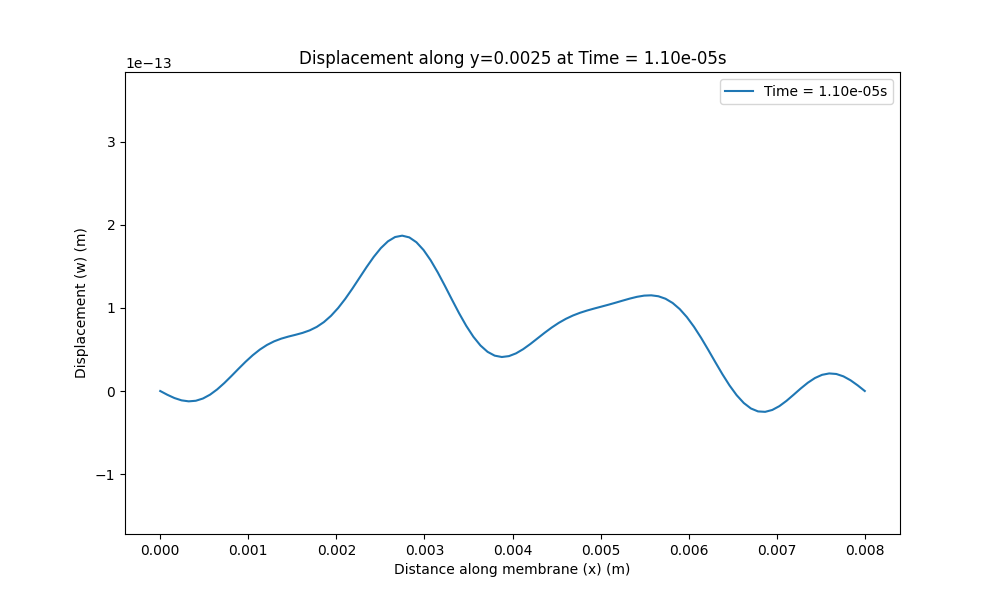 Displacement along y=0.0025 at Time = 1.10e-05s
1e−13
Time = 1.10e-05s
3
2
1
0
−1
Displacement (w) (m)
0.000 0.001 0.002 0.003 0.004 0.005 0.006 0.007 0.008
Distance along membrane (x) (m)